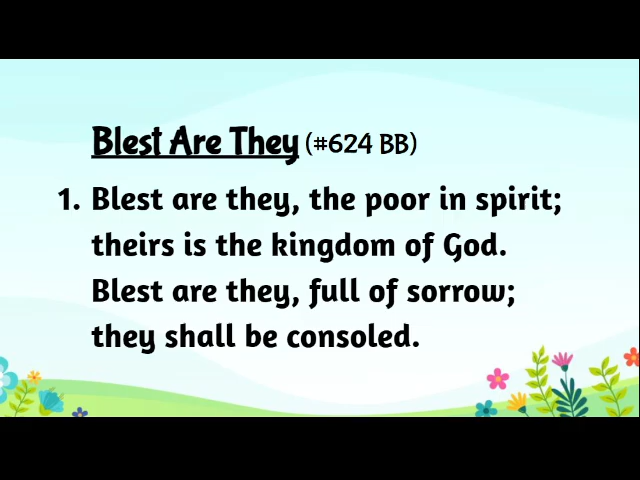 Blest Are They (#624 BB)
1. Blest are they, the poor in spirit;
theirs is the kingdom of God.
Blest are they, full of sorrow;
they shall be consoled.